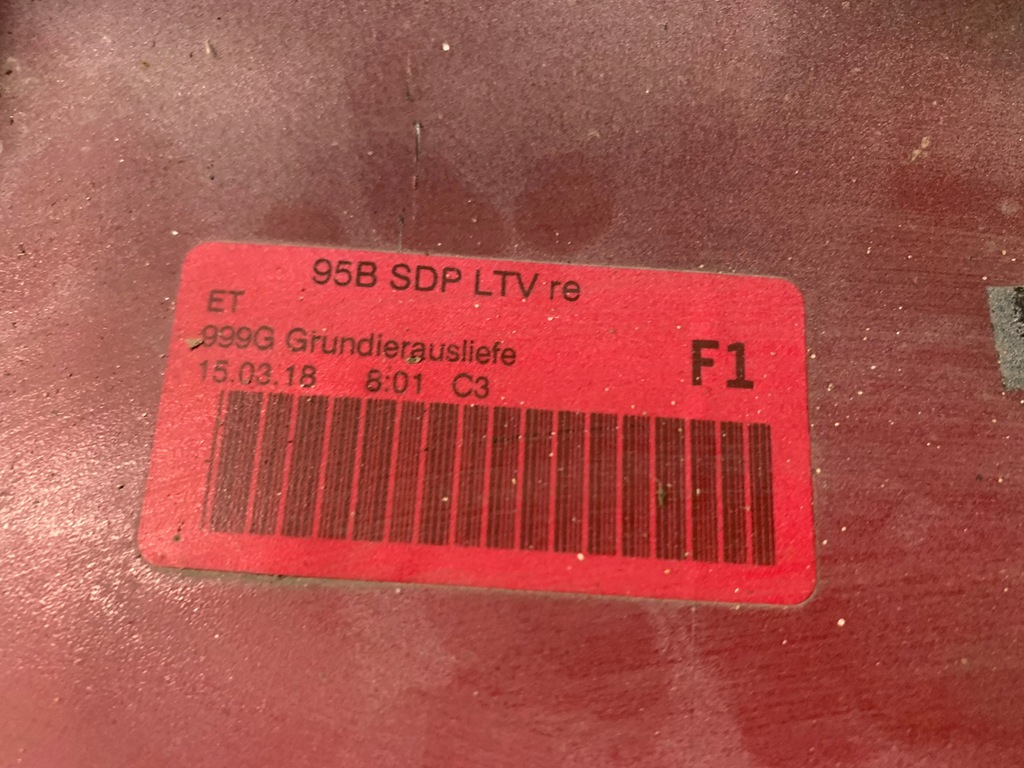 95B SDP LTV re
ET
999G Grundierausliefe
F1
15.03.18 8:01 C3